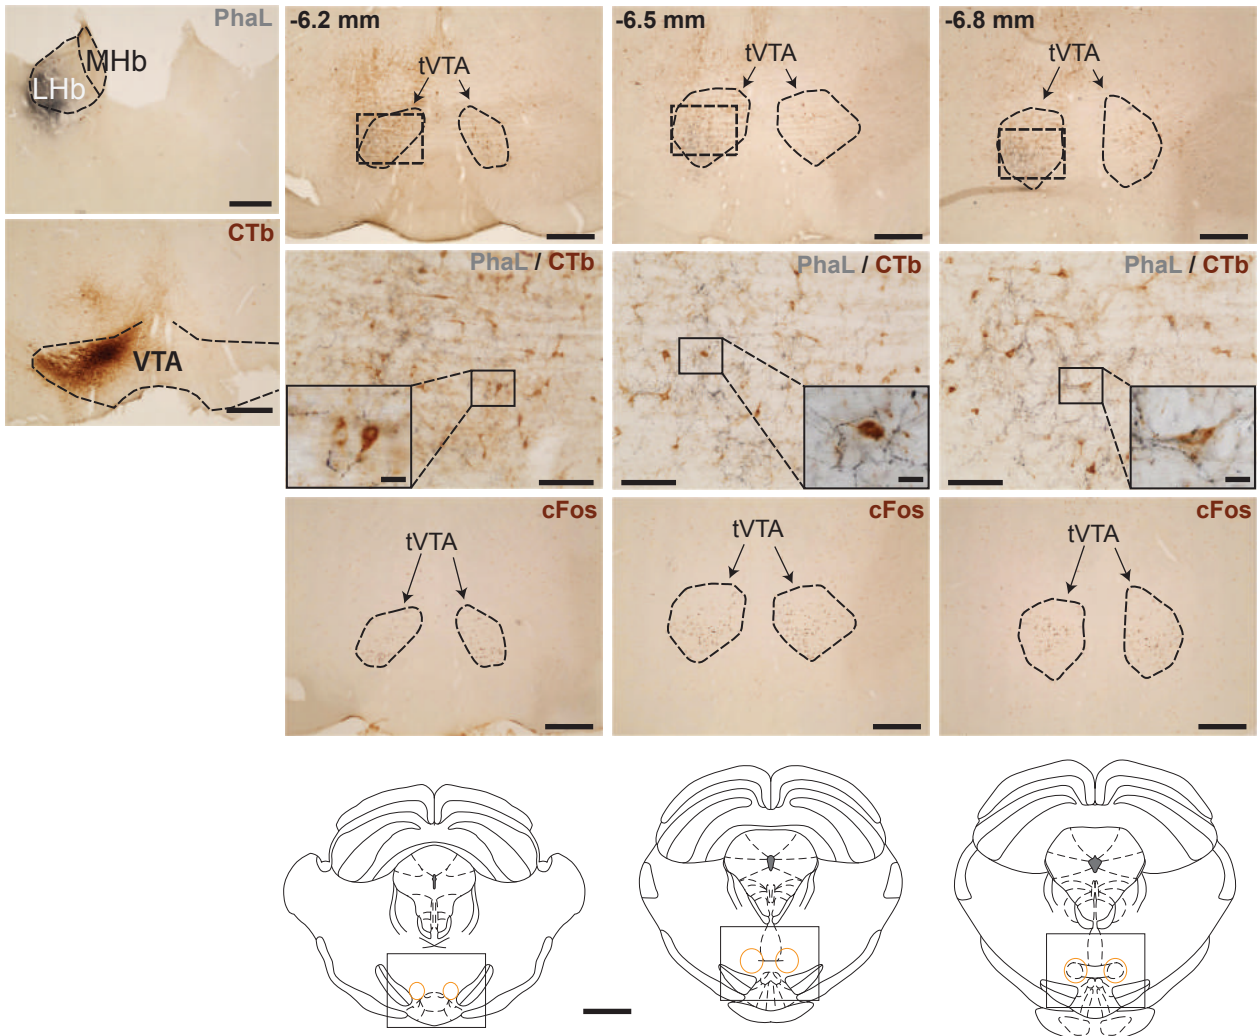 PhaL
MHb
LHb
-6.2 mm
tVTA
-6.5 mm
tVTA
-6.8 mm
tVTA
CTb
VTA
PhaL / CTb
PhaL / CTb
PhaL / CTb
cFos
tVTA
cFos
tVTA
cFos
tVTA